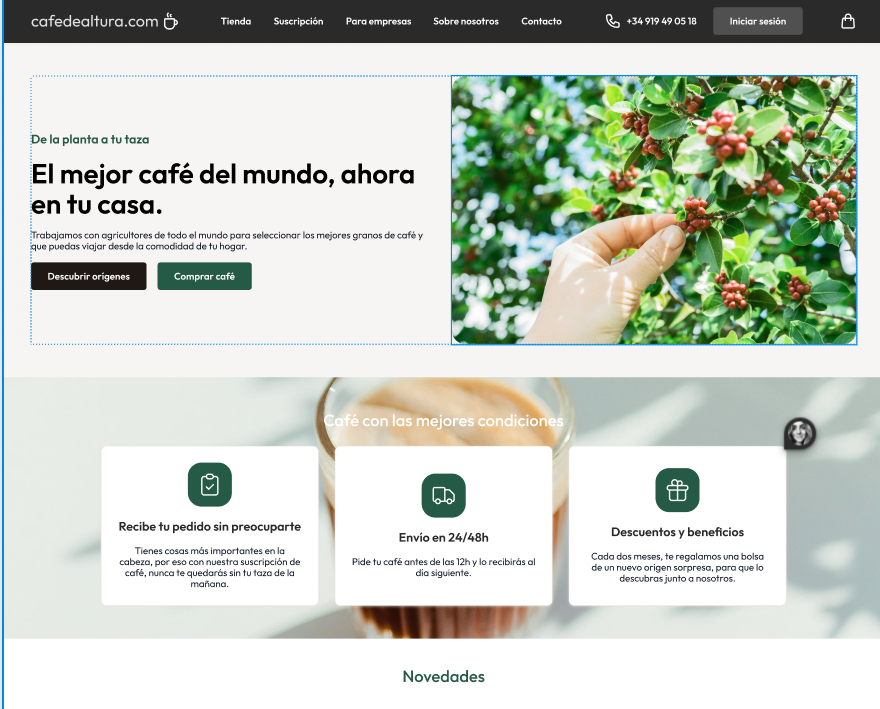 cafedealtura.com
Tienda
Suscripción
Para empresas
Sobre nosotros
Contacto
+34 919 49 05 18
Iniciar sesión
De la planta a tu taza
El mejor café del mundo, ahora
en tu casa.
Trabajamos con agricultores de todo el mundo para seleccionar los mejores granos de café y
que puedas viajar desde la comodidad de tu hogar.
Descubrir orígenes
Comprar café
Café con las mejores condiciones
Recibe tu pedido sin preocuparte
Tienes cosas más importantes en la
cabeza, por eso con nuestra suscripción de
café, nunca te quedarás sin tu taza de la
mañana.
Envío en 24/48h
Pide tu café antes de las 12h y lo recibirás al
día siguiente.
Descuentos y beneficios
Cada dos meses, te regalamos una bolsa
de un nuevo origen sorpresa, para que lo
descubras junto a nosotros.
Novedades